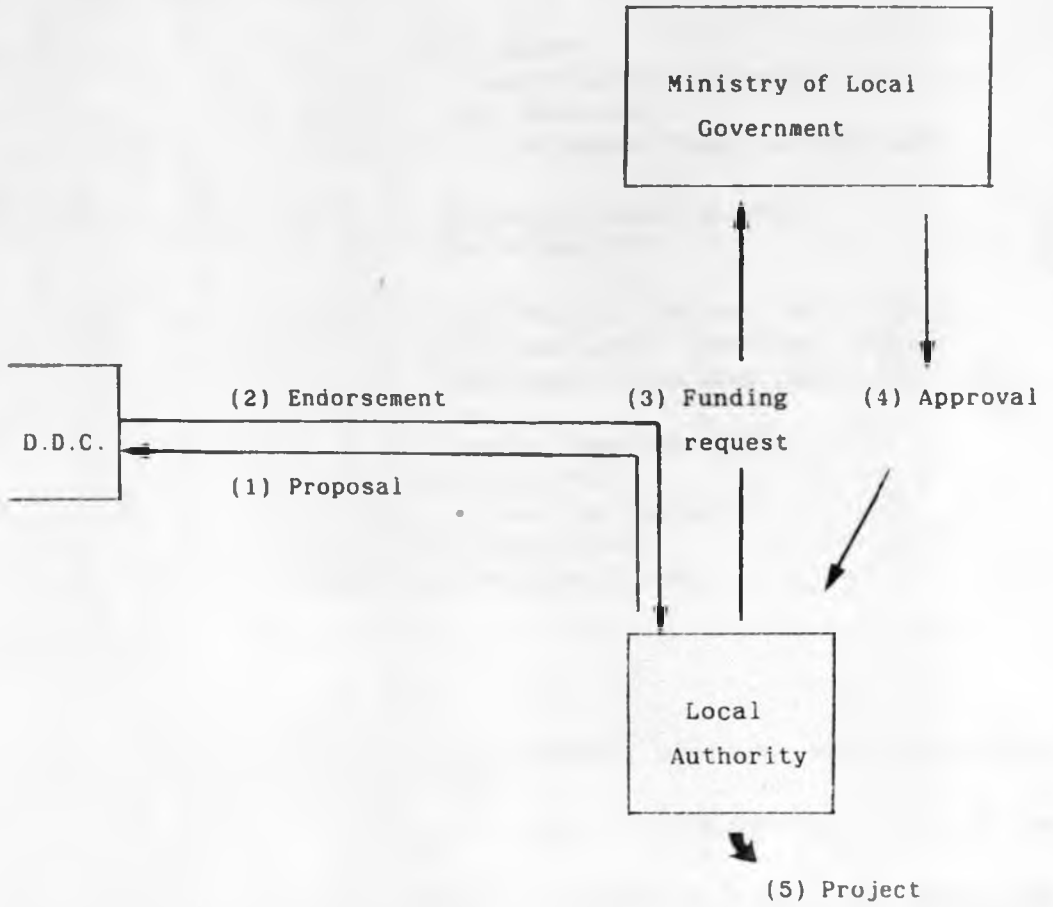 Ministry of Local
Government
(2) Endorsement
(3) Funding
request
(4) Approval
D.D.C.
(1) Proposal
Local
Authority
(5) Project